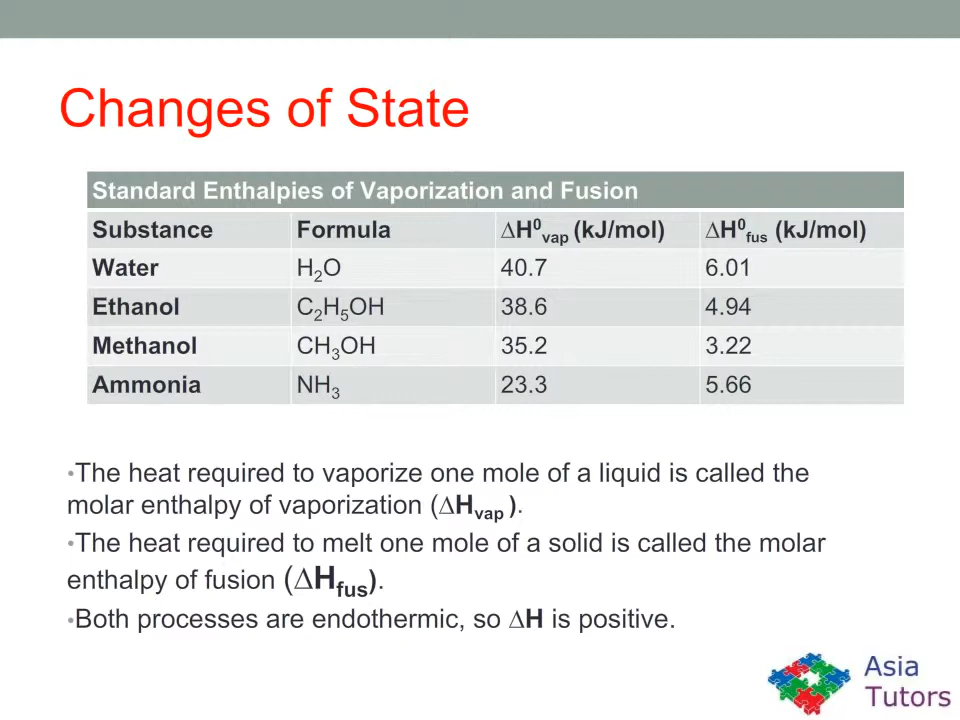 Changes of State
Standard Enthalpies of Vaporization and Fusion
Substance Formula ∆H⁰vap (kJ/mol) ∆H⁰fus (kJ/mol)
Water H₂O 40.7 6.01
Ethanol C₂H₅OH 38.6 4.94
Methanol CH₃OH 35.2 3.22
Ammonia NH₃ 23.3 5.66
•The heat required to vaporize one mole of a liquid is called the
molar enthalpy of vaporization (∆Hvap ).
•The heat required to melt one mole of a solid is called the molar
enthalpy of fusion (∆Hfus).
•Both processes are endothermic, so ∆H is positive.
Asia
Tutors